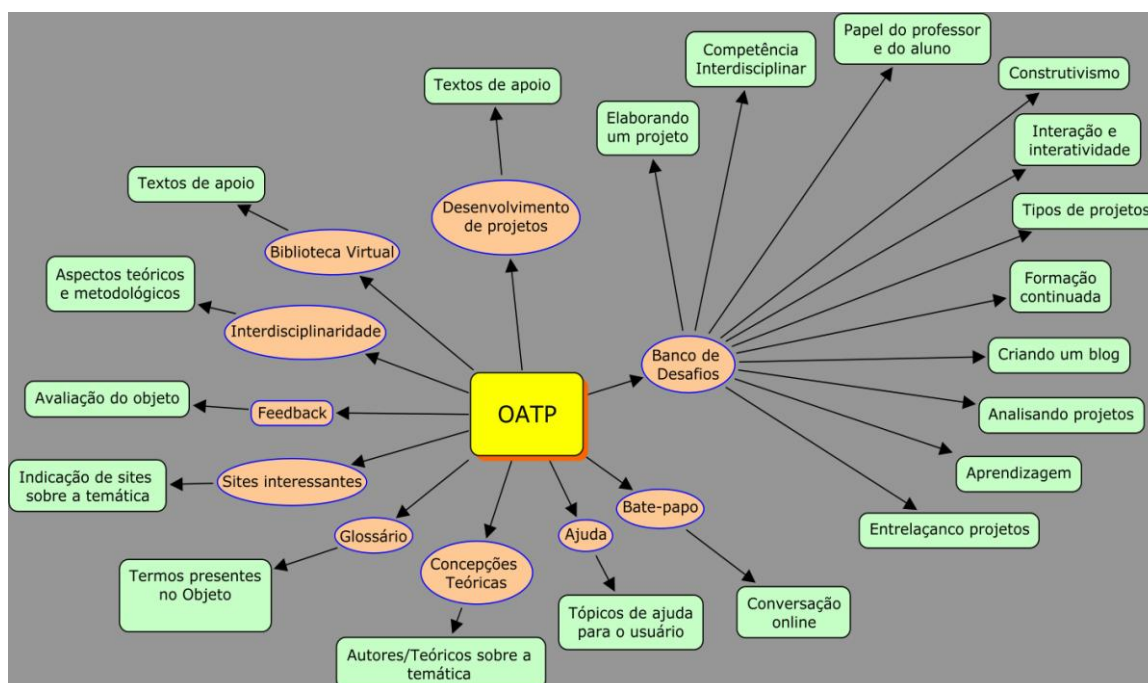 Papel do professor
e do aluno
Competência
Interdisciplinar
Construtivismo
Textos de apoio
Elaborando
um projeto
Interação e
interatividade
Textos de apoio
Desenvolvimento
de projetos
Tipos de projetos
Biblioteca Virtual
Aspectos teóricos
e metodológicos
Formação
continuada
Interdisciplinaridade
Banco de
Desafios
Criando um blog
Avaliação do objeto
Feedback
OATP
Analisando projetos
Indicação de sites
sobre a temática
Sites interessantes
Aprendizagem
Bate-papo
Glossário
Ajuda
Entrelaçanco projetos
Concepções
Teóricas
Termos presentes
no Objeto
Tópicos de ajuda
para o usuário
Conversação
online
Autores/Teóricos sobre a
temática